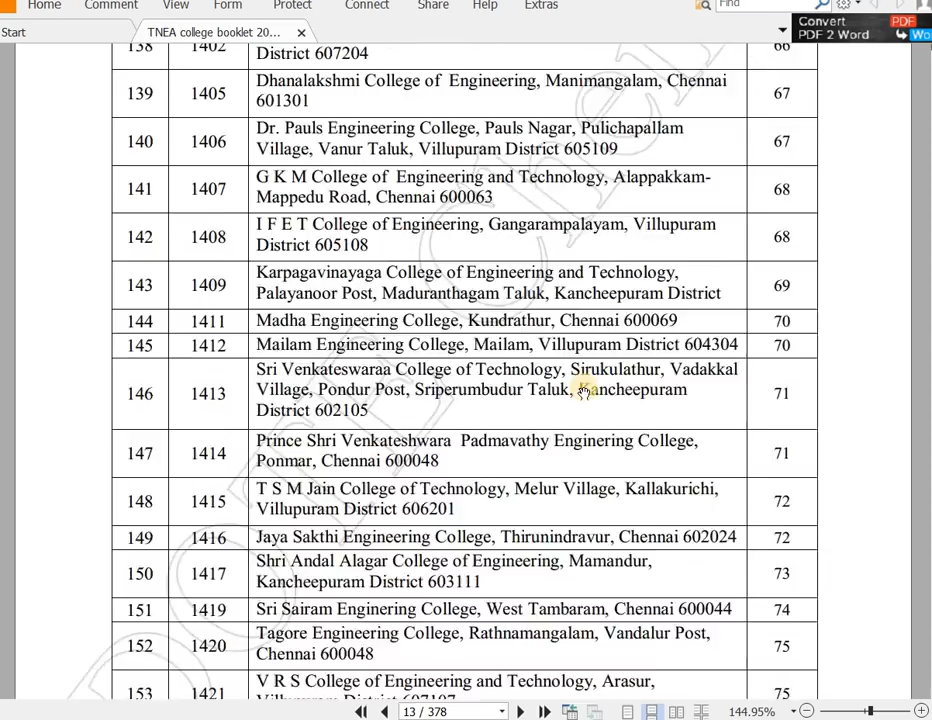 Home Comment View Form Protect Connect Share Help Extras Find
Start TNEA college booklet 20... Convert PDF
PDF 2 Word Wo
138 1402 66
District 607204
139 1405 Dhanalakshmi College of Engineering, Manimangalam, Chennai 67
601301
140 1406 Dr. Pauls Engineering College, Pauls Nagar, Pulichapallam 67
Village, Vanur Taluk, Villupuram District 605109
141 1407 G K M College of Engineering and Technology, Alappakkam- 68
Mappedu Road, Chennai 600063
142 1408 I F E T College of Engineering, Gangarampalayam, Villupuram 68
District 605108
143 1409 Karpagavinayaga College of Engineering and Technology, 69
Palayanoor Post, Maduranthagam Taluk, Kancheepuram District
144 1411 Madha Engineering College, Kundrathur, Chennai 600069 70
145 1412 Mailam Engineering College, Mailam, Villupuram District 604304 70
146 1413 Sri Venkateswaraa College of Technology, Sirukulathur, Vadakkal 71
Village, Pondur Post, Sriperumbudur Taluk, Kancheepuram
District 602105
147 1414 Prince Shri Venkateshwara Padmavathy Enginering College, 71
Ponmar, Chennai 600048
148 1415 T S M Jain College of Technology, Melur Village, Kallakurichi, 72
Villupuram District 606201
149 1416 Jaya Sakthi Engineering College, Thirunindravur, Chennai 602024 72
150 1417 Shri Andal Alagar College of Engineering, Mamandur, 73
Kancheepuram District 603111
151 1419 Sri Sairam Enginering College, West Tambaram, Chennai 600044 74
152 1420 Tagore Engineering College, Rathnamangalam, Vandalur Post, 75
Chennai 600048
153 1421 V R S College of Engineering and Technology, Arasur, 75
Villupuram District 607107
13 / 378 144.95%